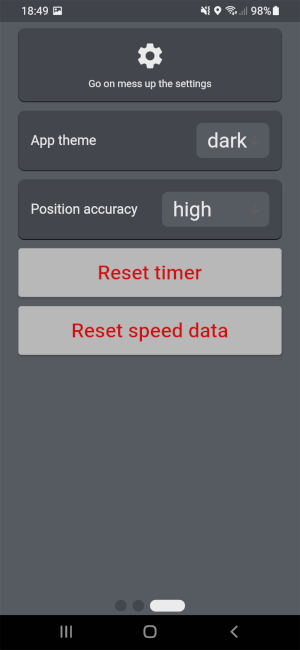 18:49 98%
Go on mess up the settings
App theme dark
Position accuracy high
Reset timer
Reset speed data